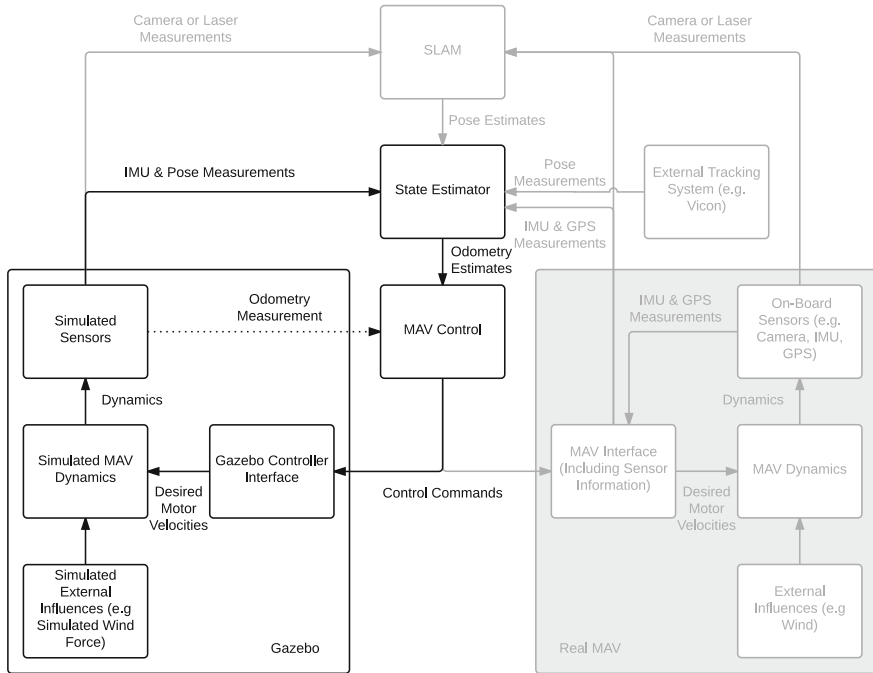 Camera or Laser
Measurements
SLAM
Camera or Laser
Measurements
Pose Estimates
IMU & Pose Measurements
State Estimator
Pose
Measurements
External Tracking
System (e.g.
Vicon)
IMU & GPS
Measurements
Odometry
Estimates
Simulated
Sensors
Odometry
Measurement
MAV Control
IMU & GPS
Measurements
On-Board
Sensors (e.g.
Camera, IMU,
GPS)
Dynamics
Dynamics
Simulated MAV
Dynamics
Gazebo Controller
Interface
MAV Interface
(Including Sensor
Information)
MAV Dynamics
Desired
Motor
Velocities
Control Commands
Desired
Motor
Velocities
Simulated
External
Influences (e.g
Simulated Wind
Force)
External
Influences (e.g
Wind)
Gazebo
Real MAV